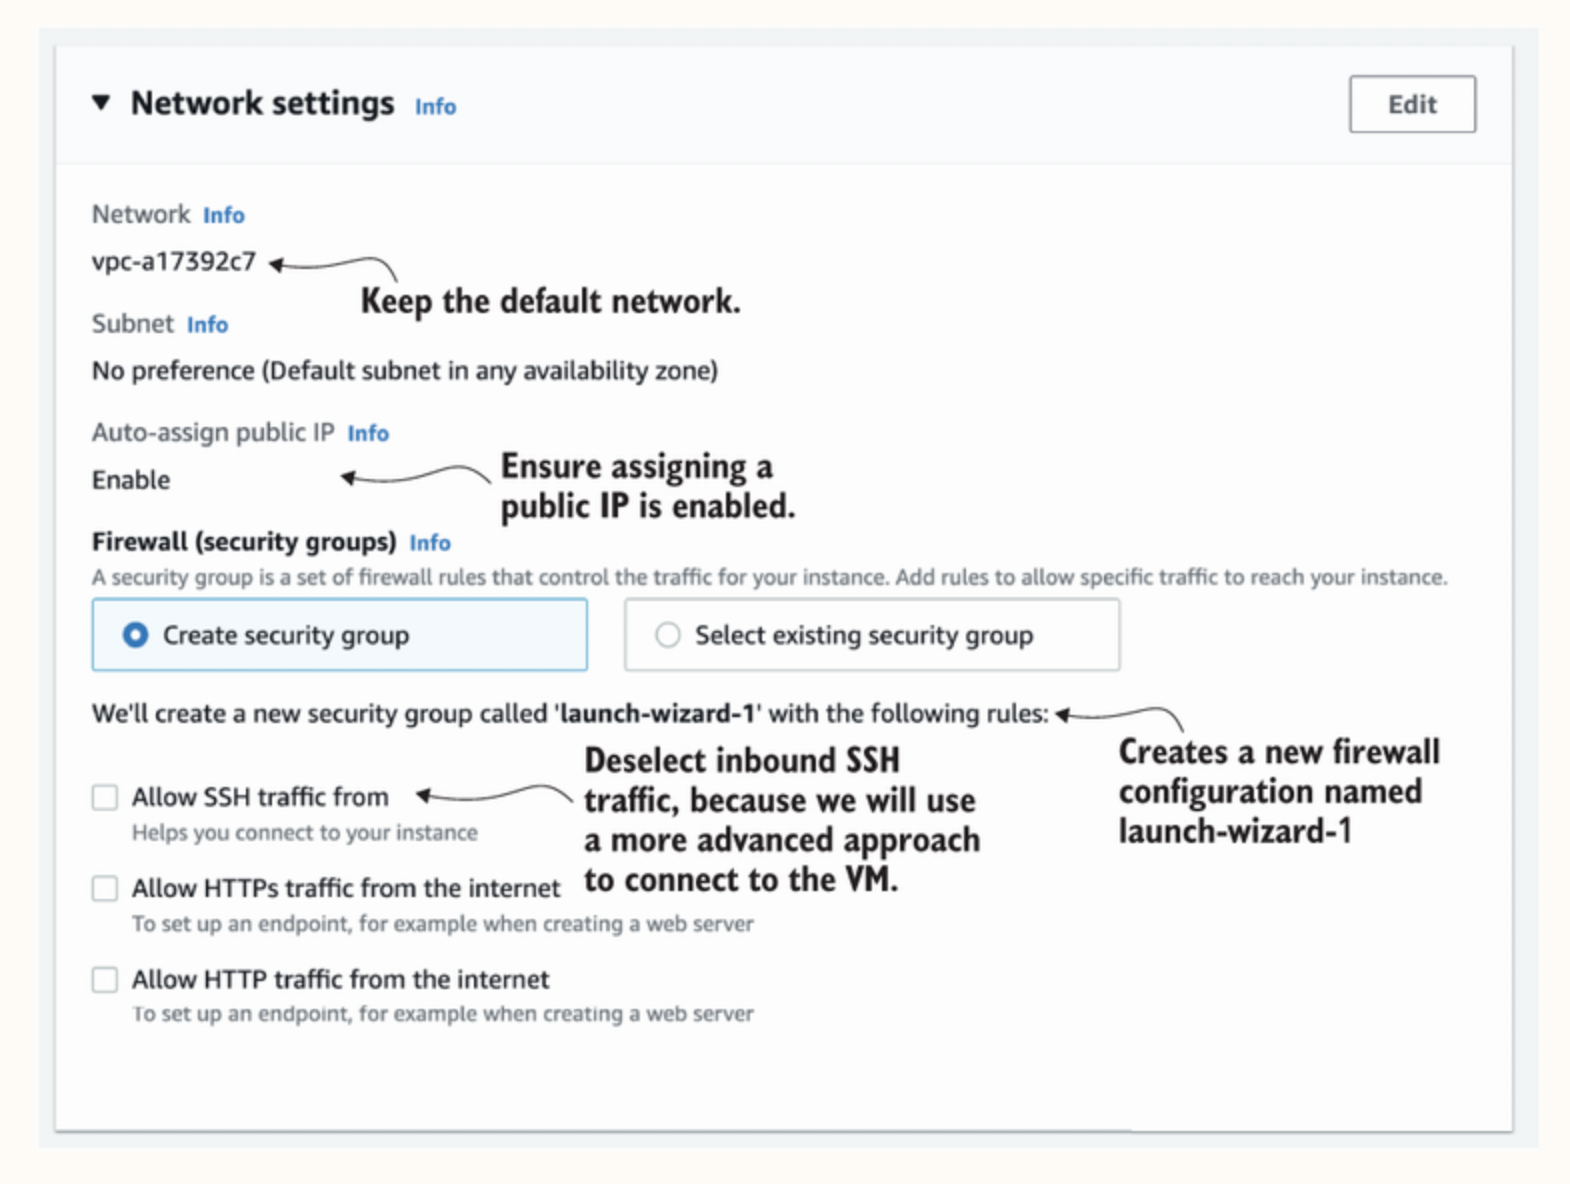 Network settings Info
Edit
Network Info
vpc-a17392c7
Keep the default network.
Subnet Info
No preference (Default subnet in any availability zone)
Auto-assign public IP Info
Enable
Ensure assigning a
public IP is enabled.
Firewall (security groups) Info
A security group is a set of firewall rules that control the traffic for your instance. Add rules to allow specific traffic to reach your instance.
Create security group
Select existing security group
We'll create a new security group called 'launch-wizard-1' with the following rules:
Creates a new firewall
configuration named
launch-wizard-1
Deselect inbound SSH
traffic, because we will use
a more advanced approach
to connect to the VM.
Allow SSH traffic from
Helps you connect to your instance
Allow HTTPs traffic from the internet
To set up an endpoint, for example when creating a web server
Allow HTTP traffic from the internet
To set up an endpoint, for example when creating a web server